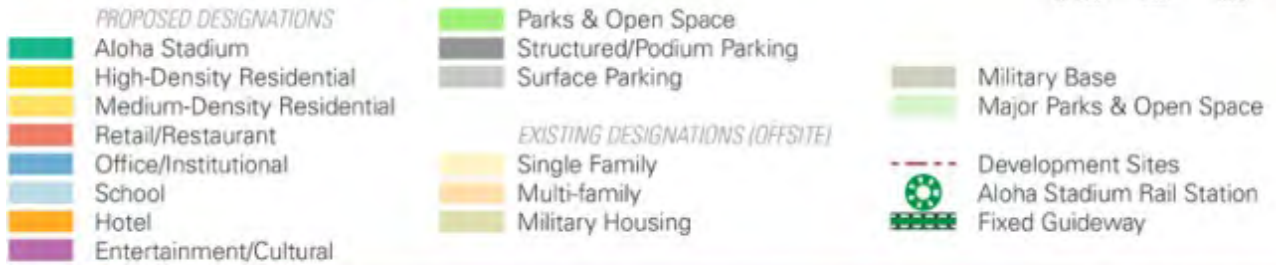 PROPOSED DESIGNATIONS
Aloha Stadium
High-Density Residential
Medium-Density Residential
Retail/Restaurant
Office/Institutional
School
Hotel
Entertainment/Cultural
Parks & Open Space
Structured/Podium Parking
Surface Parking
EXISTING DESIGNATIONS (OFFSITE)
Single Family
Multi-family
Military Housing
Military Base
Major Parks & Open Space
Development Sites
Aloha Stadium Rail Station
Fixed Guideway